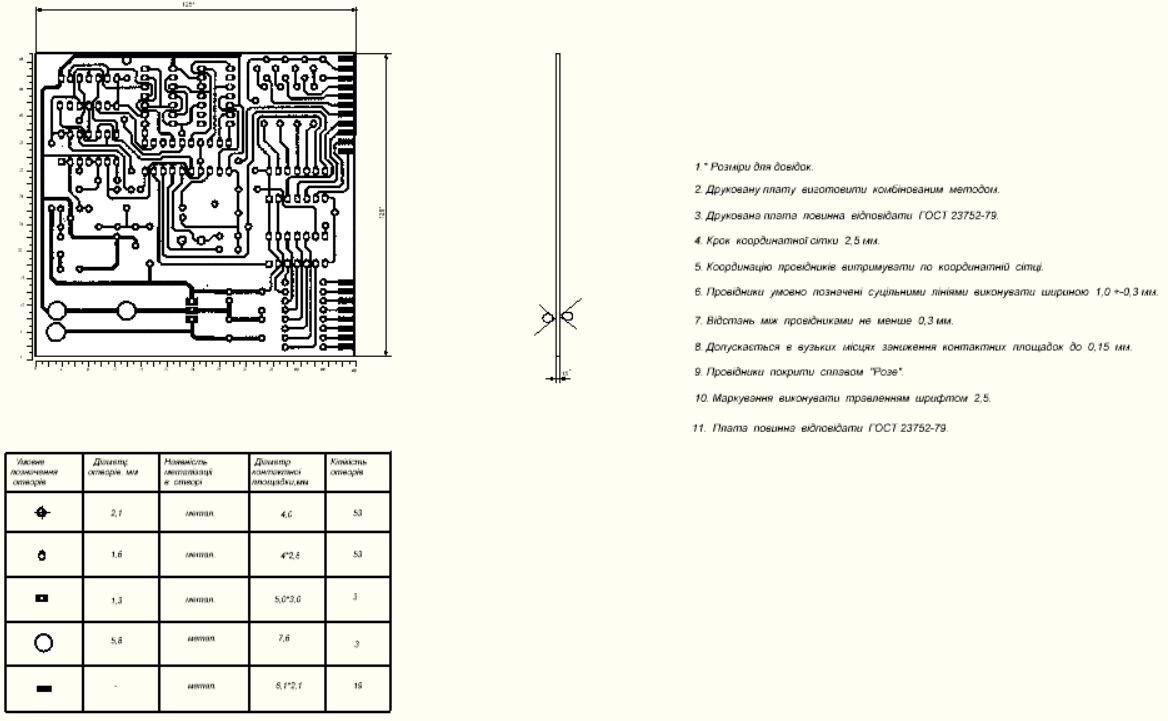 125*
125*
1.* Розміри для довідок.
2. Друковану плату виготовити комбінованим методом.
3. Друкована плата повинна відповідати ГОСТ 23752-79.
4. Крок координатної сітки 2,5 мм.
5. Координацію провідників витримувати по координатній сітці.
6. Провідники умовно позначені суцільними лініями виконувати шириною 1,0 +-0,3 мм.
7. Відстань між провідниками не менше 0,3 мм.
8. Допускається в вузьких місцях заниження контактних площадок до 0,15 мм.
9. Провідники покрити сплавом "Розе".
10. Маркування виконувати травленням шрифтом 2,5.
11. Плата повинна відповідати ГОСТ 23752-79.
Умовне позначення отворів
Діаметр отворів, мм
Наявність металізації в отворі
Діаметр контактної площадки,мм
Кількість отворів
2,1 метал. 4,0 53
1,6 метал. 4*2,8 53
1,3 метал. 5,0*3,0 3
5,8 метал. 7,6 3
- метал. 6,1*2,1 19